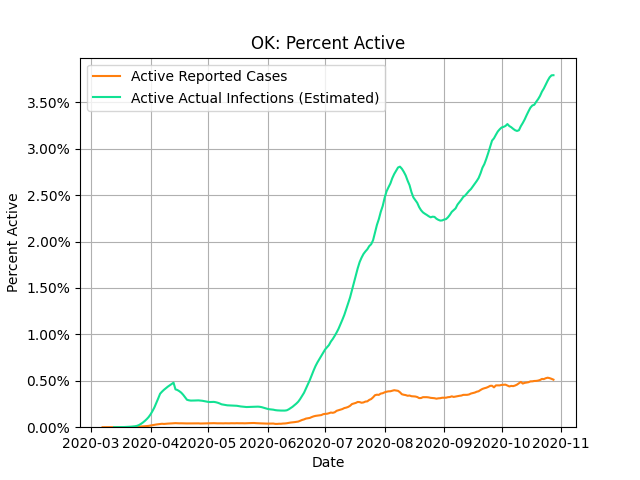 OK: Percent Active
Active Reported Cases
Active Actual Infections (Estimated)
Percent Active
3.50%
3.00%
2.50%
2.00%
1.50%
1.00%
0.50%
0.00%
2020-03 2020-04 2020-05 2020-06 2020-07 2020-08 2020-09 2020-10 2020-11
Date